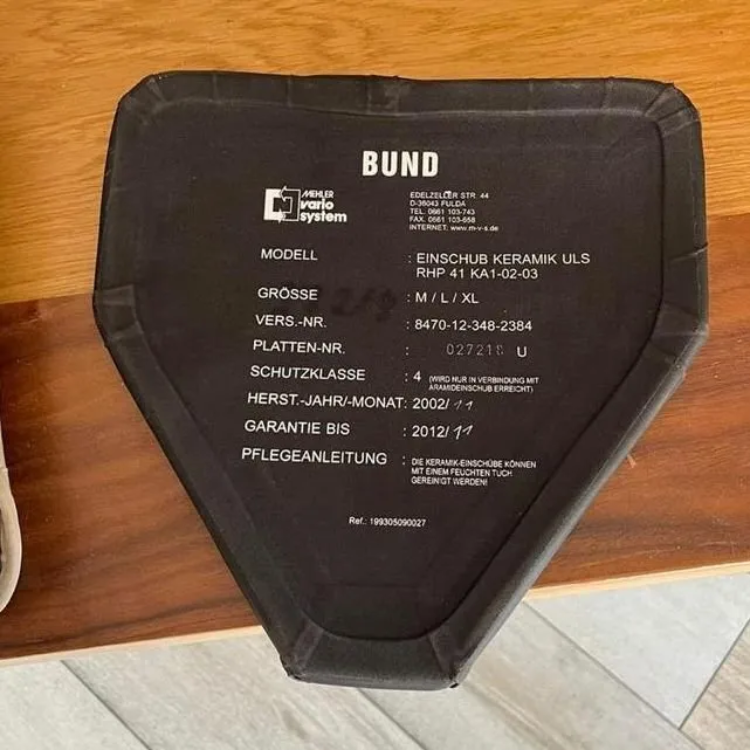 BUND
MEHLER
vario
system
EDELZELLER STR. 44
D-36043 FULDA
TEL. 0661 103-743
FAX. 0661 103-658
INTERNET: www.m-v-s.de
MODELL : EINSCHUB KERAMIK ULS
RHP 41 KA1-02-03
GRÖSSE : M / L / XL
VERS.-NR. : 8470-12-348-2384
PLATTEN-NR. : 027218 U
SCHUTZKLASSE : 4 (WIRD NUR IN VERBINDUNG MIT
ARAMIDEINSCHUB ERREICHT)
HERST.-JAHR/-MONAT: 2002/ 11
GARANTIE BIS : 2012/ 11
PFLEGEANLEITUNG : DIE KERAMIK-EINSCHÜBE KÖNNEN
MIT EINEM FEUCHTEN TUCH
GEREINIGT WERDEN!
Ref.: 199305090027